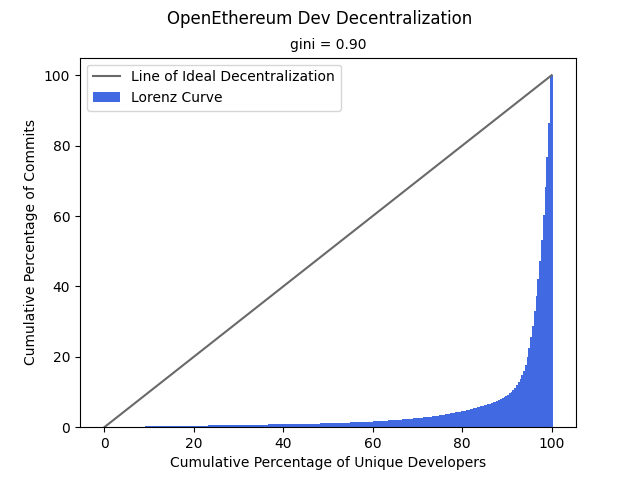 OpenEthereum Dev Decentralization
gini = 0.90
Line of Ideal Decentralization
Lorenz Curve
Cumulative Percentage of Commits
100
80
60
40
20
0
0 20 40 60 80 100
Cumulative Percentage of Unique Developers